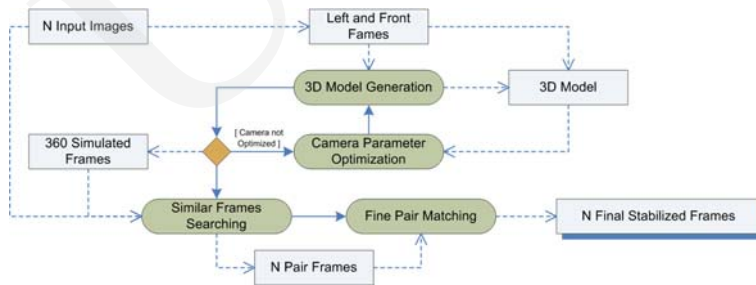 N Input Images
Left and Front
Fames
3D Model Generation
3D Model
[ Camera not
Optimized ]
360 Simulated
Frames
Camera Parameter
Optimization
Similar Frames
Searching
Fine Pair Matching
N Final Stabilized Frames
N Pair Frames